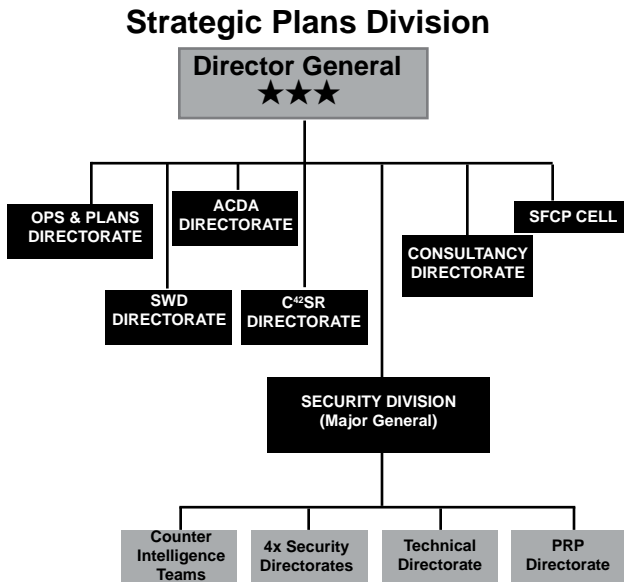 Strategic Plans Division
Director General
★★★
OPS & PLANS
DIRECTORATE
SWD
DIRECTORATE
ACDA
DIRECTORATE
C⁴²SR
DIRECTORATE
CONSULTANCY
DIRECTORATE
SFCP CELL
SECURITY DIVISION
(Major General)
Counter
Intelligence
Teams
4x Security
Directorates
Technical
Directorate
PRP
Directorate